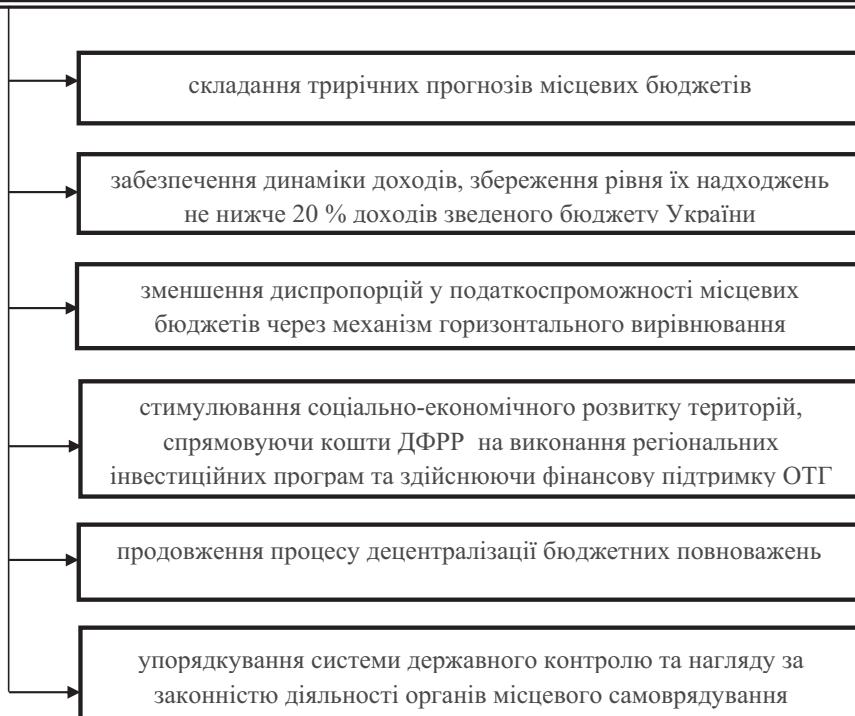 складання трирічних прогнозів місцевих бюджетів
забезпечення динаміки доходів, збереження рівня їх надходжень
не нижче 20 % доходів зведеного бюджету України
зменшення диспропорцій у податкоспроможності місцевих
бюджетів через механізм горизонтального вирівнювання
стимулювання соціально-економічного розвитку територій,
спрямовуючи кошти ДФРР на виконання регіональних
інвестиційних програм та здійснюючи фінансову підтримку ОТГ
продовження процесу децентралізації бюджетних повноважень
упорядкування системи державного контролю та нагляду за
законністю діяльності органів місцевого самоврядування